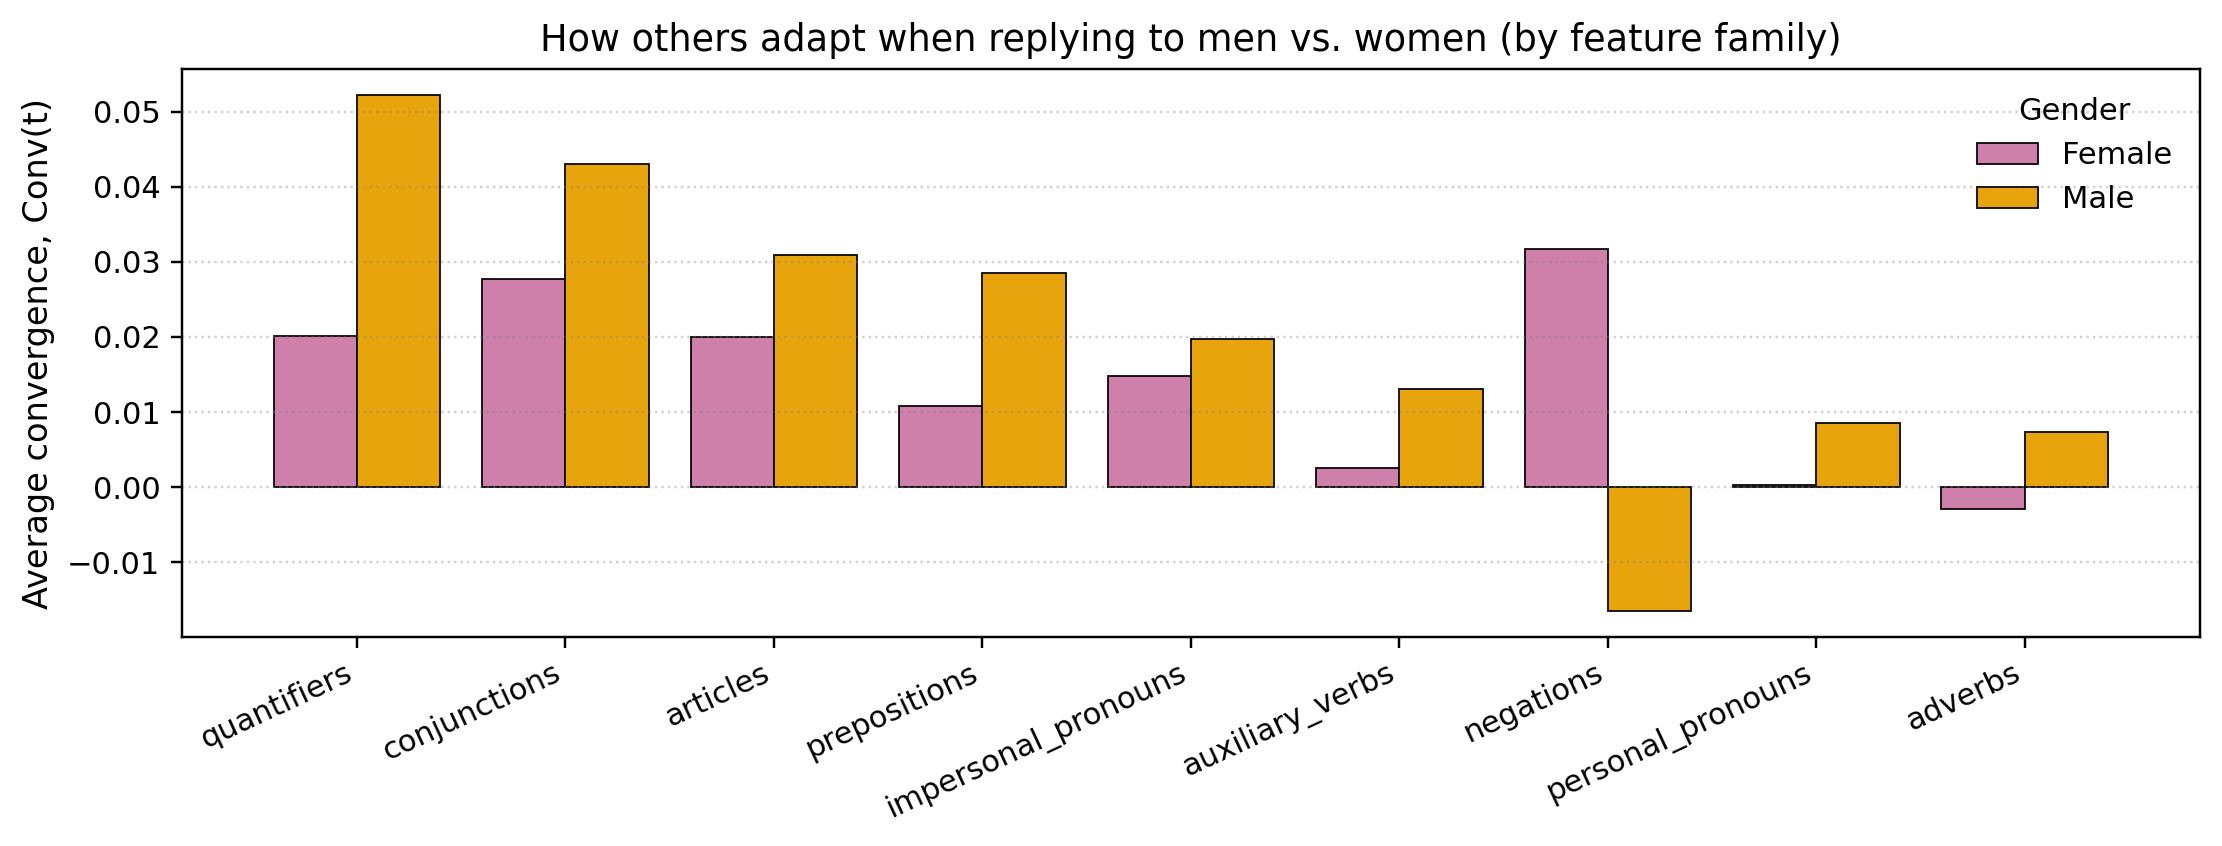 How others adapt when replying to men vs. women (by feature family)
Average convergence, Conv(t)
0.05
0.04
0.03
0.02
0.01
0.00
−0.01
Gender
Female
Male
quantifiers
conjunctions
articles
prepositions
impersonal_pronouns
auxiliary_verbs
negations
personal_pronouns
adverbs